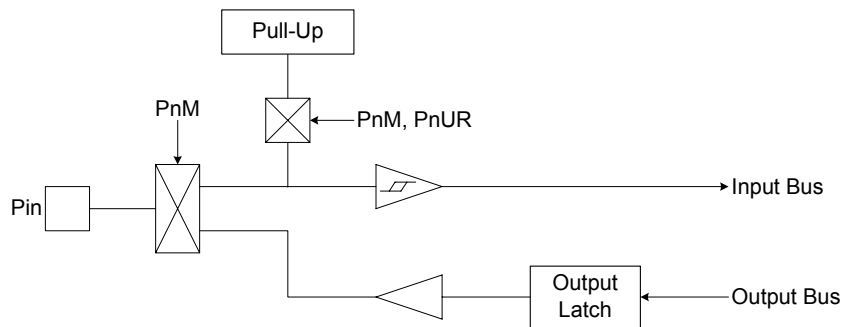 Pull-Up
PnM
PnM, PnUR
Pin
Input Bus
Output
Latch
Output Bus